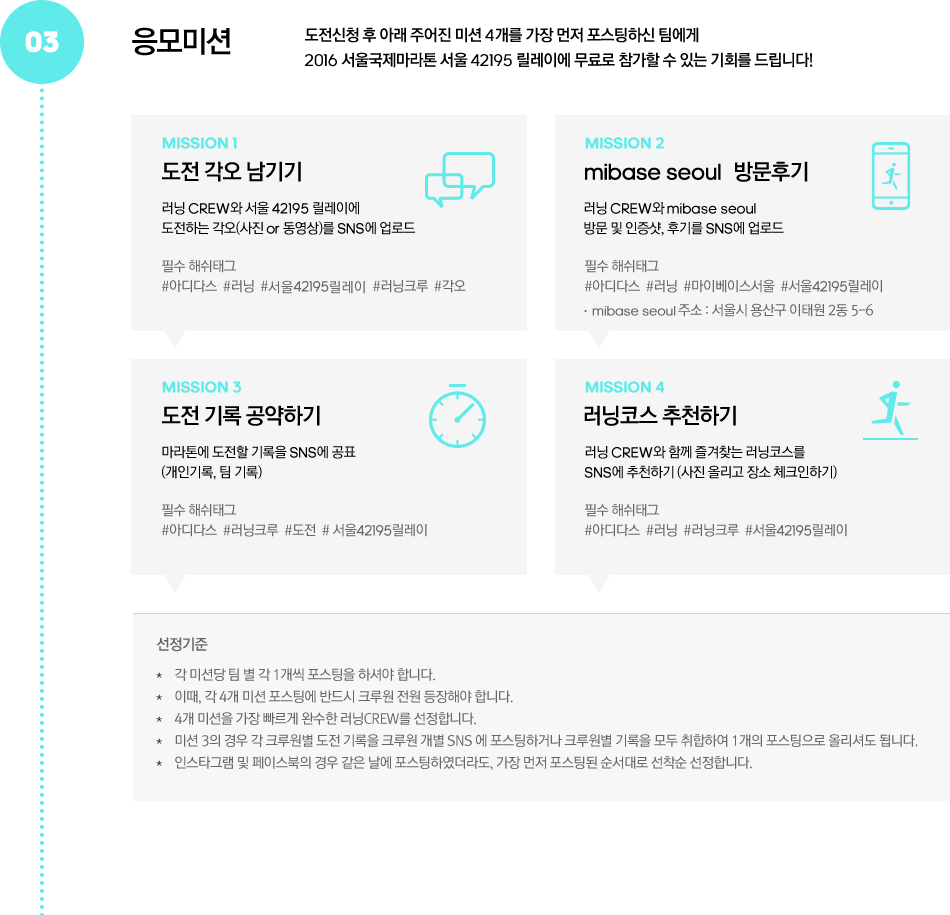 03
응모미션
도전신청 후 아래 주어진 미션 4개를 가장 먼저 포스팅하신 팀에게
2016 서울국제마라톤 서울 42195 릴레이에 무료로 참가할 수 있는 기회를 드립니다!
MISSION 1
도전 각오 남기기
러닝 CREW와 서울 42195 릴레이에
도전하는 각오(사진 or 동영상)를 SNS에 업로드
필수 해쉬태그
#아디다스 #러닝 #서울42195릴레이 #러닝크루 #각오
MISSION 2
mibase seoul 방문후기
러닝 CREW와 mibase seoul
방문 및 인증샷, 후기를 SNS에 업로드
필수 해쉬태그
#아디다스 #러닝 #마이베이스서울 #서울42195릴레이
· mibase seoul 주소 : 서울시 용산구 이태원 2동 5-6
MISSION 3
도전 기록 공약하기
마라톤에 도전할 기록을 SNS에 공표
(개인기록, 팀 기록)
필수 해쉬태그
#아디다스 #러닝크루 #도전 # 서울42195릴레이
MISSION 4
러닝코스 추천하기
러닝 CREW와 함께 즐겨찾는 러닝코스를
SNS에 추천하기 (사진 올리고 장소 체크인하기)
필수 해쉬태그
#아디다스 #러닝 #러닝크루 #서울42195릴레이
선정기준
* 각 미션당 팀 별 각 1개씩 포스팅을 하셔야 합니다.
* 이때, 각 4개 미션 포스팅에 반드시 크루원 전원 등장해야 합니다.
* 4개 미션을 가장 빠르게 완수한 러닝CREW를 선정합니다.
* 미션 3의 경우 각 크루원별 도전 기록을 크루원 개별 SNS 에 포스팅하거나 크루원별 기록을 모두 취합하여 1개의 포스팅으로 올리셔도 됩니다.
* 인스타그램 및 페이스북의 경우 같은 날에 포스팅하였더라도, 가장 먼저 포스팅된 순서대로 선착순 선정합니다.